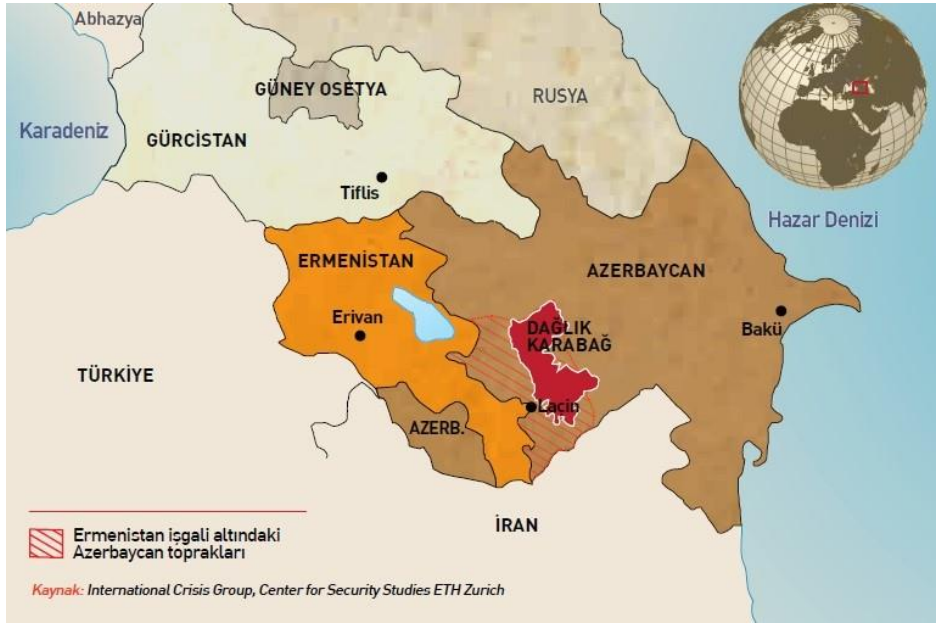 Abhazya
GÜNEY OSETYA
RUSYA
Karadeniz
GÜRCİSTAN
Tiflis
Hazar Denizi
ERMENİSTAN
AZERBAYCAN
Erivan
DAĞLIK
KARABAĞ
Bakü
TÜRKİYE
Laçin
AZERB.
İRAN
Ermenistan işgali altındaki
Azerbaycan toprakları
Kaynak: International Crisis Group, Center for Security Studies ETH Zurich